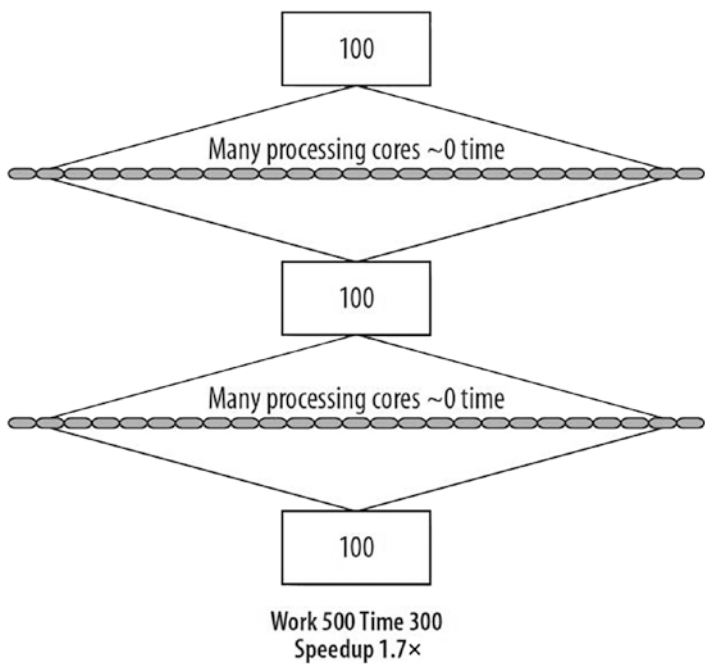 100
Many processing cores ~0 time
100
Many processing cores ~0 time
100
Work 500 Time 300
Speedup 1.7×